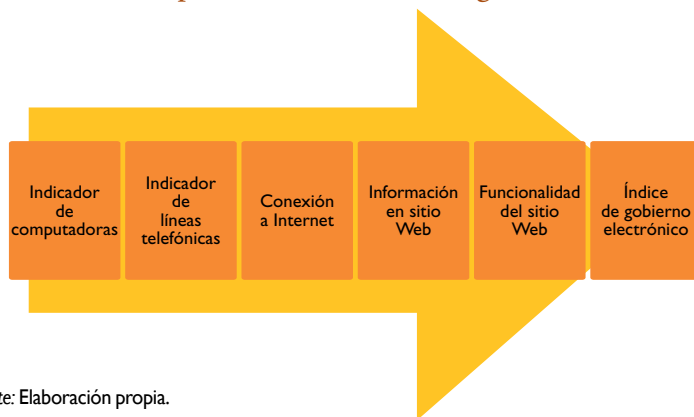 Indicador
de
computadoras
Indicador
de
líneas
telefónicas
Conexión
a Internet
Información
en sitio
Web
Funcionalidad
del sitio
Web
Índice
de gobierno
electrónico
te: Elaboración propia.